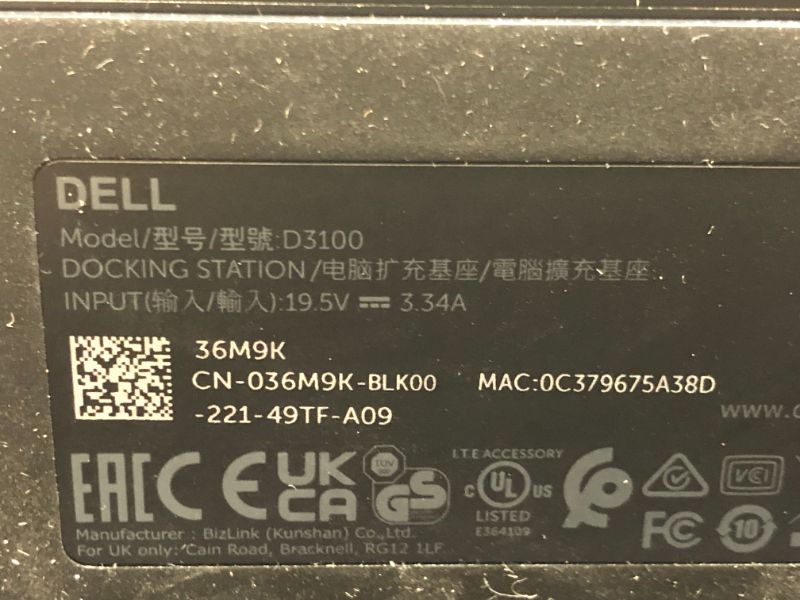 DELL
Model/型号/型號:D3100
DOCKING STATION/电脑扩充基座/電腦擴充基座
INPUT(输入/輸入):19.5V ⎓ 3.34A
36M9K
CN-036M9K-BLK00 MAC:0C379675A38D
-221-49TF-A09
www.
I.T.E ACCESSORY
EAC CE UK CA TÜV GS c UL US VCI
LISTED
E364109
FC 10
Manufacturer : BizLink (Kunshan) Co.,Ltd.
For UK only: Cain Road, Bracknell, RG12 1LF